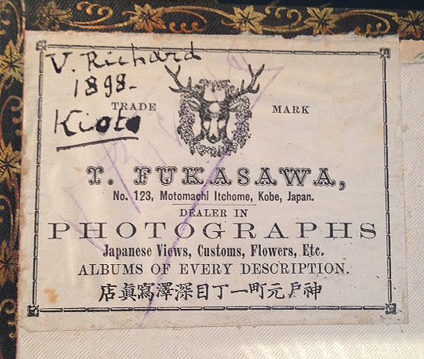 V. Richard
1898-
Kioto
TRADE MARK
T. FUKASAWA,
No. 123, Motomachi Itchome, Kobe, Japan.
DEALER IN
PHOTOGRAPHS
Japanese Views, Customs, Flowers, Etc.
ALBUMS OF EVERY DESCRIPTION.
神戶元町一丁目深澤寫眞店